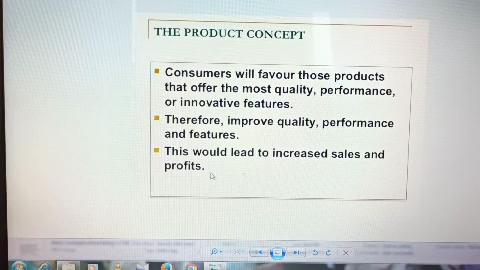 THE PRODUCT CONCEPT
Consumers will favour those products
that offer the most quality, performance,
or innovative features.
Therefore, improve quality, performance
and features.
This would lead to increased sales and
profits.